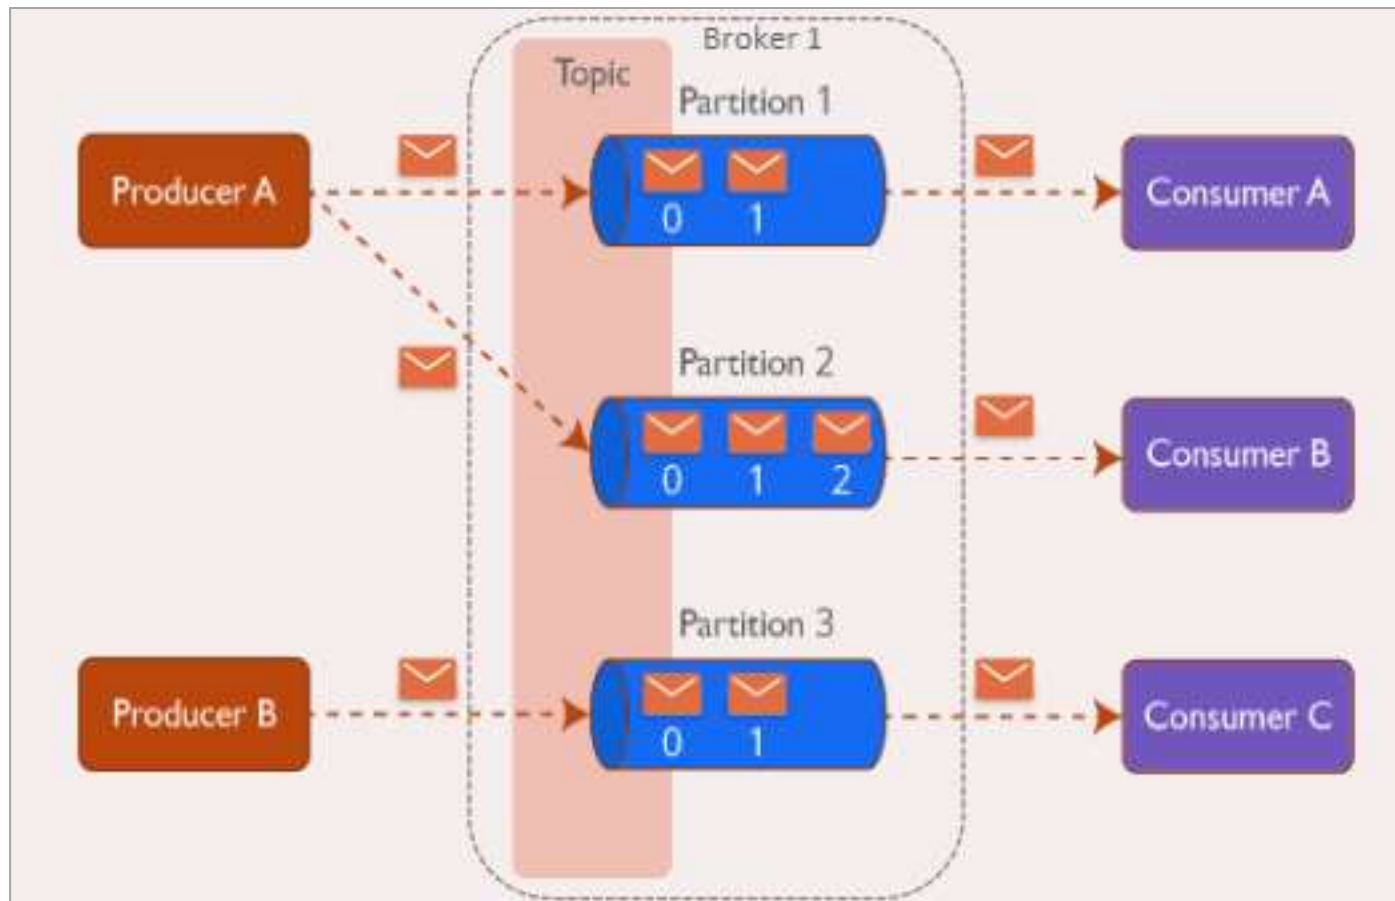 Broker 1
Topic
Partition 1
Producer A
0 1
Consumer A
Partition 2
0 1 2
Consumer B
Partition 3
Producer B
0 1
Consumer C